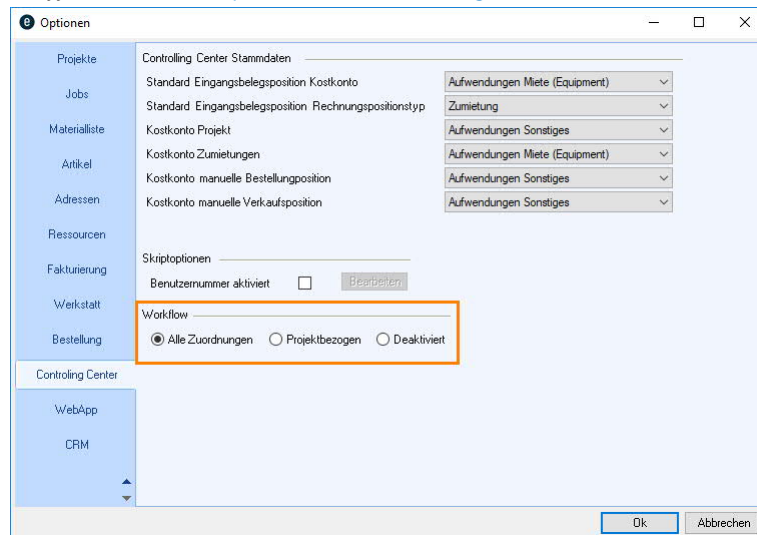 e Optionen
Projekte
Jobs
Materialliste
Artikel
Adressen
Ressourcen
Fakturierung
Werkstatt
Bestellung
Controling Center
WebApp
CRM
Controlling Center Stammdaten
Standard Eingangsbelegsposition Kostkonto Aufwendungen Miete (Equipment)
Standard Eingangsbelegsposition Rechnungspositionstyp Zumietung
Kostkonto Projekt Aufwendungen Sonstiges
Kostkonto Zumietungen Aufwendungen Miete (Equipment)
Kostkonto manuelle Bestellungposition Aufwendungen Sonstiges
Kostkonto manuelle Verkaufsposition Aufwendungen Sonstiges
Skriptoptionen
Benutzernummer aktiviert Bearbeiten
Workflow
Alle Zuordnungen Projektbezogen Deaktiviert
Ok Abbrechen